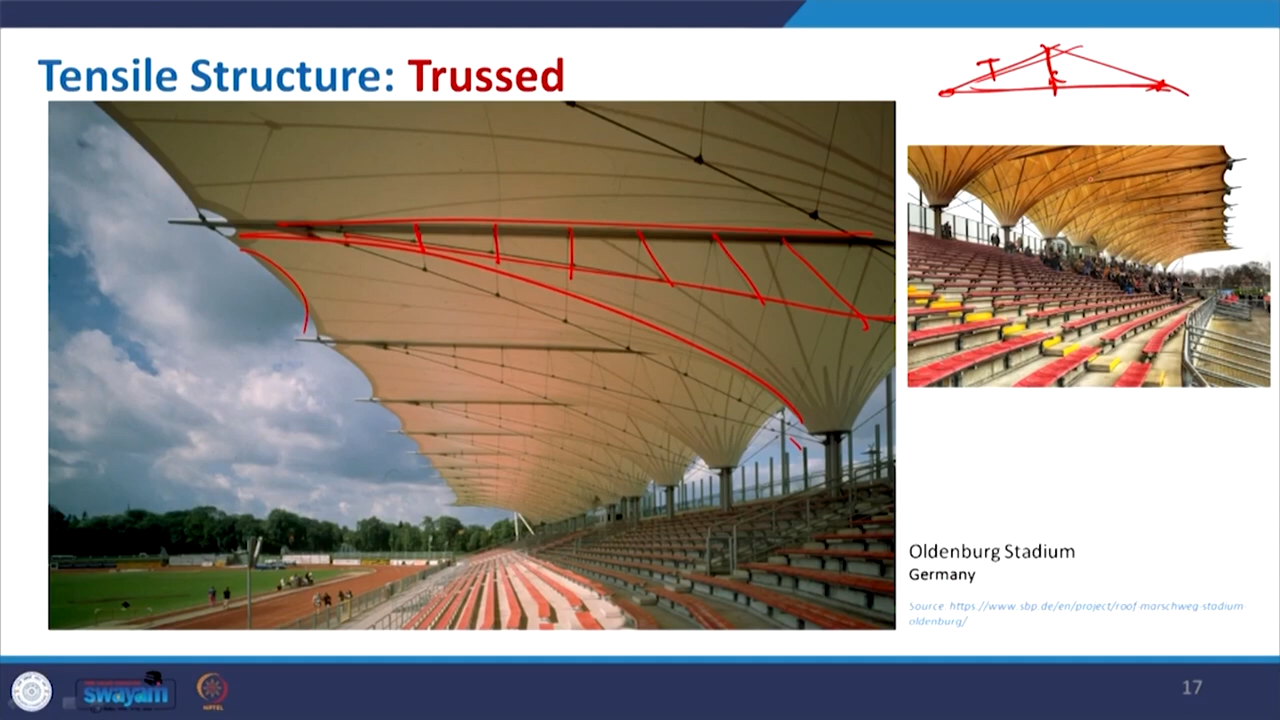 Tensile Structure: Trussed
T
C
Oldenburg Stadium
Germany
Source https://www.sbp.de/en/project/roof-marschweg-stadium
oldenburg/
swayam
NPTEL
17